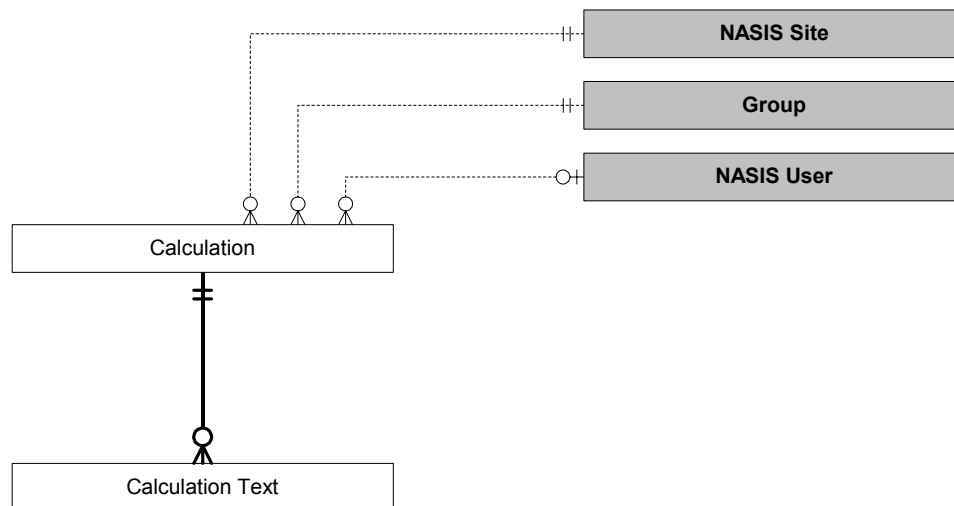 NASIS Site
Group
NASIS User
Calculation
Calculation Text